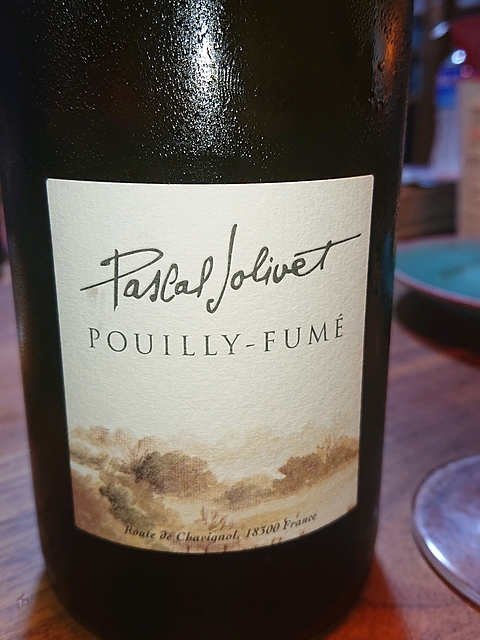 Pascal Jolivet
POUILLY-FUMÉ
Route de Chavignol, 18300 France